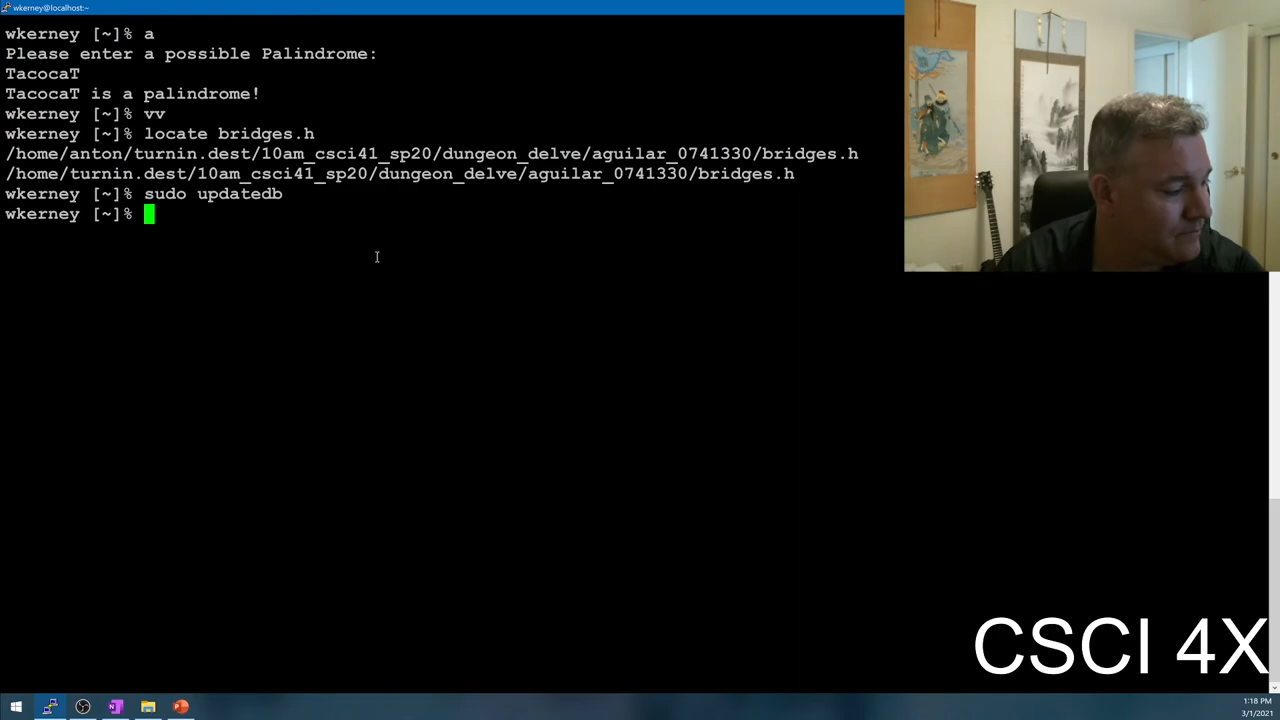 wkerney@localhost:~
wkerney [~]% a
Please enter a possible Palindrome:
TacocaT
TacocaT is a palindrome!
wkerney [~]% vv
wkerney [~]% locate bridges.h
/home/anton/turnin.dest/10am_csci41_sp20/dungeon_delve/aguilar_0741330/bridges.h
/home/turnin.dest/10am_csci41_sp20/dungeon_delve/aguilar_0741330/bridges.h
wkerney [~]% sudo updatedb
wkerney [~]%
CSCI 4X
1:18 PM
3/1/2021